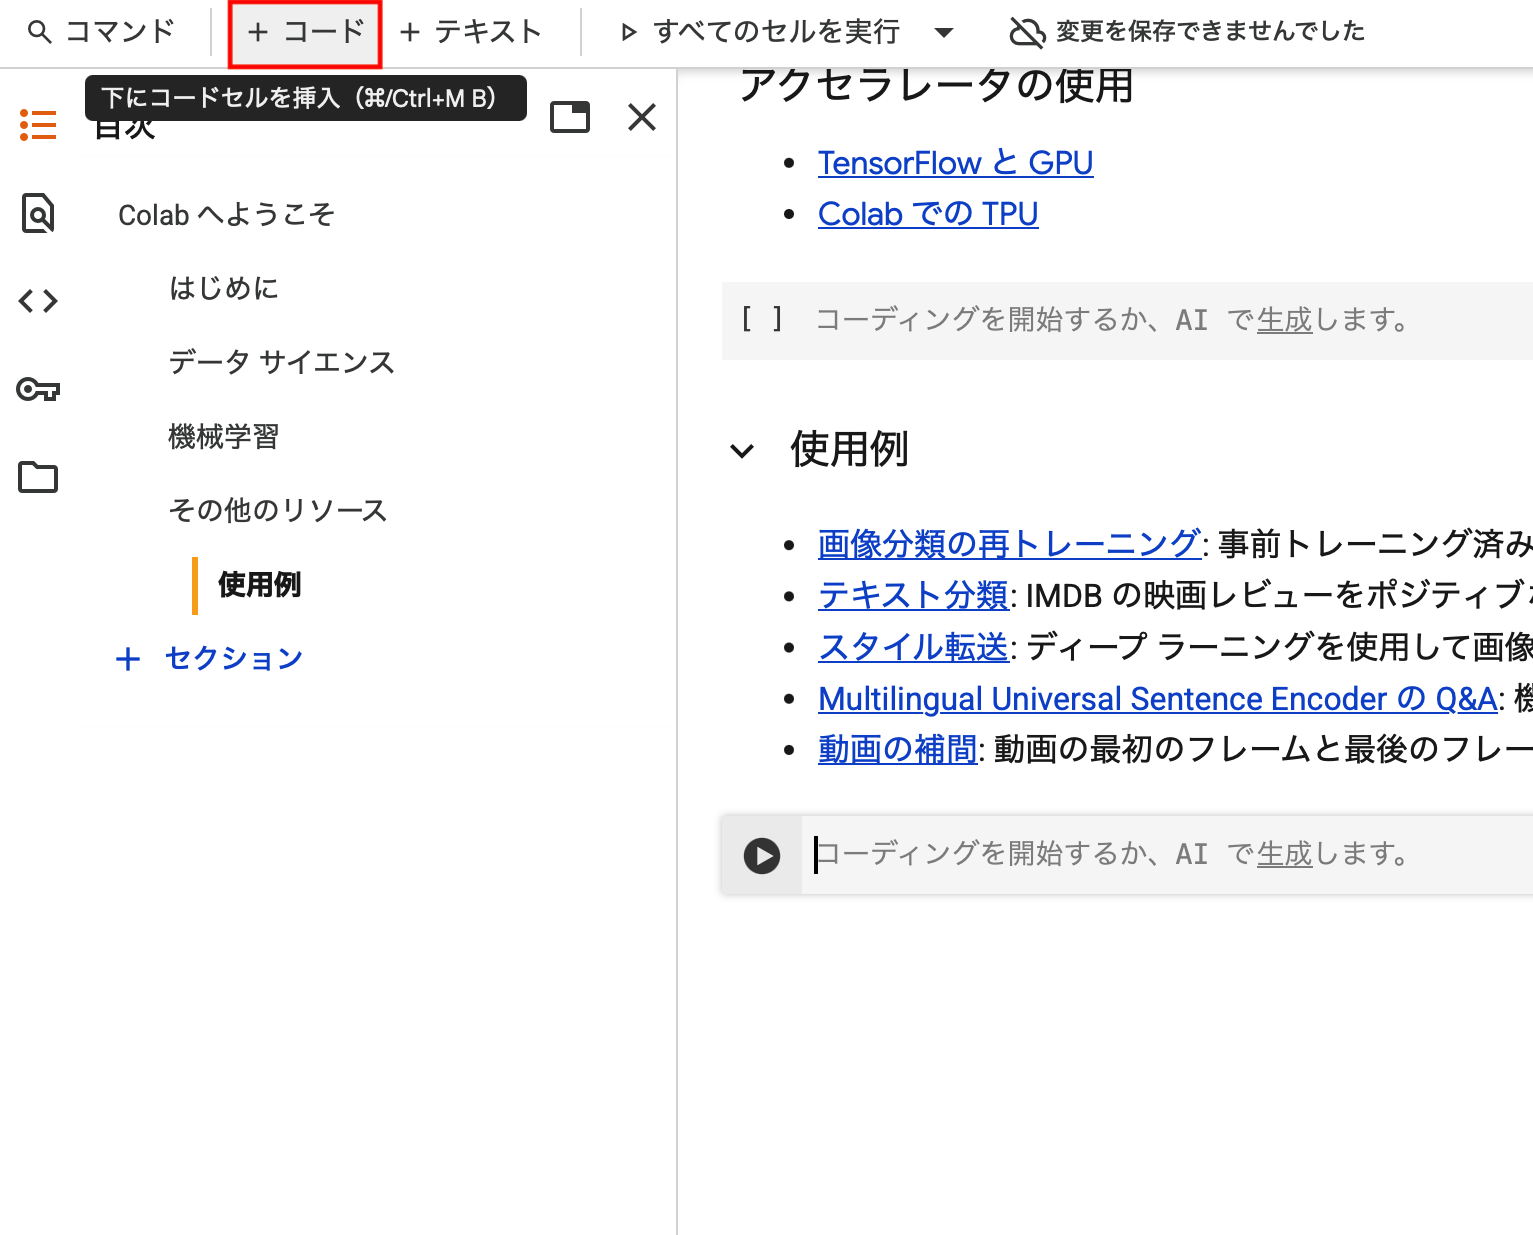 コマンド
+ コード
+ テキスト
すべてのセルを実行
変更を保存できませんでした
下にコードセルを挿入（⌘/Ctrl+M B）
目次
Colab へようこそ
はじめに
データ サイエンス
機械学習
その他のリソース
使用例
+ セクション
アクセラレータの使用
• TensorFlow と GPU
• Colab での TPU
[ ] コーディングを開始するか、AI で生成します。
使用例
• 画像分類の再トレーニング: 事前トレーニング済み
• テキスト分類: IMDB の映画レビューをポジティブ
• スタイル転送: ディープ ラーニングを使用して画像
• Multilingual Universal Sentence Encoder の Q&A: 機
• 動画の補間: 動画の最初のフレームと最後のフレー
コーディングを開始するか、AI で生成します。